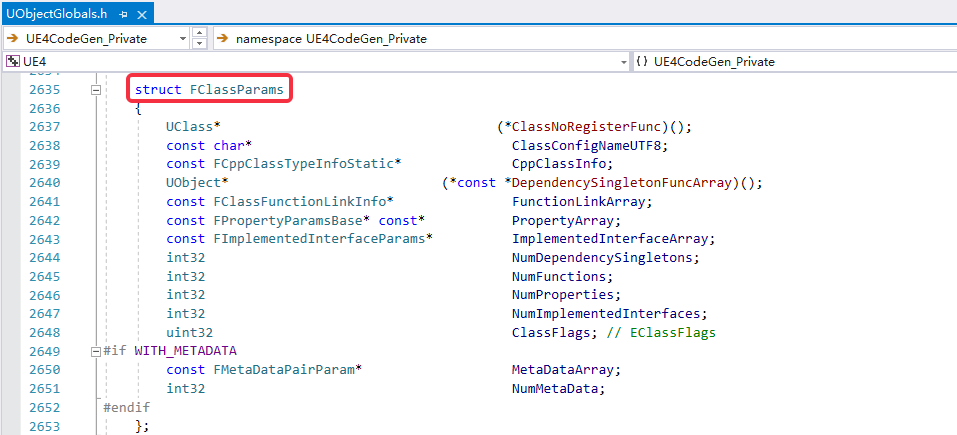 UObjectGlobals.h
UE4CodeGen_Private
namespace UE4CodeGen_Private
UE4
{} UE4CodeGen_Private
2635 struct FClassParams
2636 {
2637 UClass* (*ClassNoRegisterFunc)();
2638 const char* ClassConfigNameUTF8;
2639 const FCppClassTypeInfoStatic* CppClassInfo;
2640 UObject* (*const *DependencySingletonFuncArray)();
2641 const FClassFunctionLinkInfo* FunctionLinkArray;
2642 const FPropertyParamsBase* const* PropertyArray;
2643 const FImplementedInterfaceParams* ImplementedInterfaceArray;
2644 int32 NumDependencySingletons;
2645 int32 NumFunctions;
2646 int32 NumProperties;
2647 int32 NumImplementedInterfaces;
2648 uint32 ClassFlags; // EClassFlags
2649 #if WITH_METADATA
2650 const FMetaDataPairParam* MetaDataArray;
2651 int32 NumMetaData;
2652 #endif
2653 };